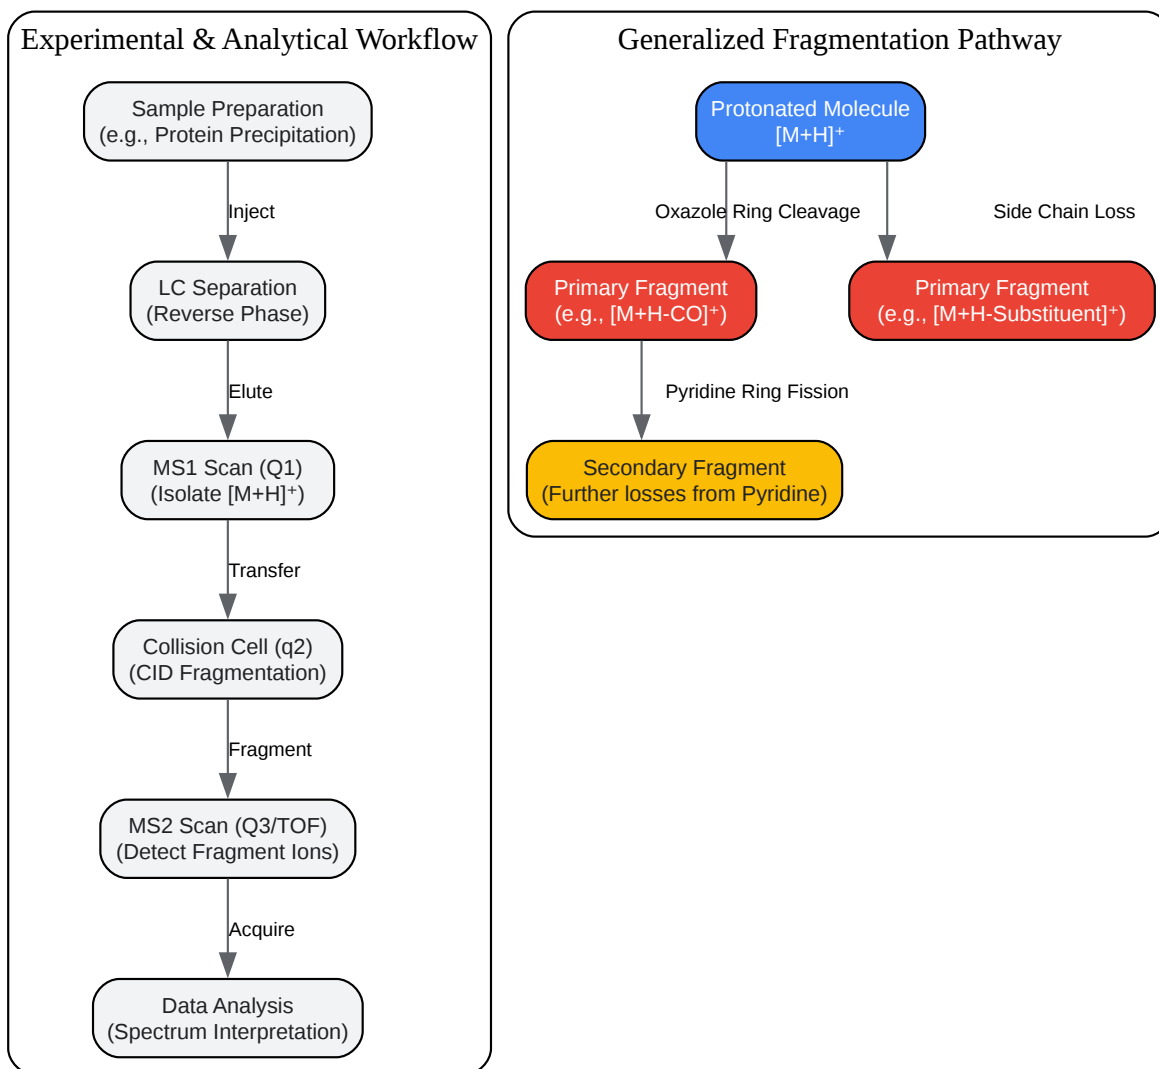 Experimental & Analytical Workflow
Sample Preparation
(e.g., Protein Precipitation)
Inject
LC Separation
(Reverse Phase)
Elute
MS1 Scan (Q1)
(Isolate [M+H]⁺)
Transfer
Collision Cell (q2)
(CID Fragmentation)
Fragment
MS2 Scan (Q3/TOF)
(Detect Fragment Ions)
Acquire
Data Analysis
(Spectrum Interpretation)
Generalized Fragmentation Pathway
Protonated Molecule
[M+H]⁺
Oxazole Ring Cleavage
Side Chain Loss
Primary Fragment
(e.g., [M+H-CO]⁺)
Primary Fragment
(e.g., [M+H-Substituent]⁺)
Pyridine Ring Fission
Secondary Fragment
(Further losses from Pyridine)